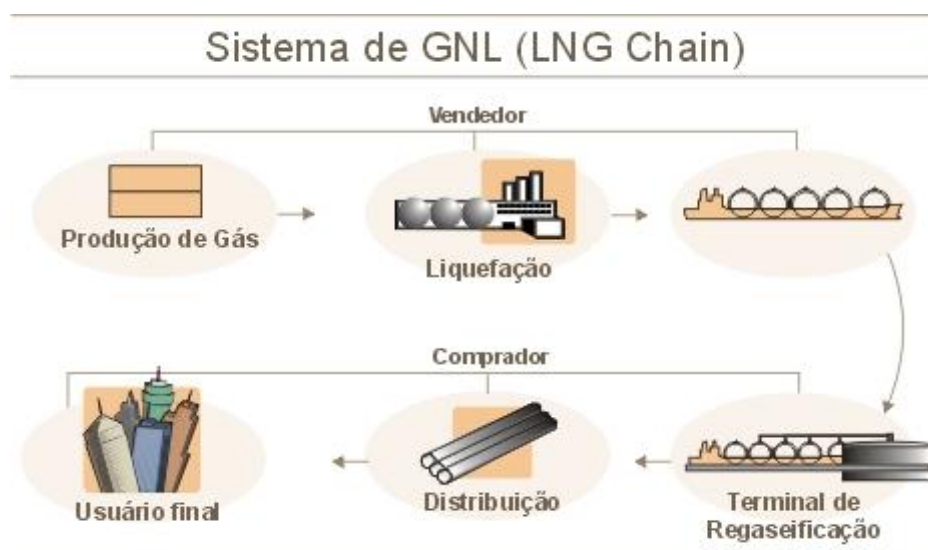 Sistema de GNL (LNG Chain)
Vendedor
Produção de Gás
Liquefação
Comprador
Usuário final
Distribuição
Terminal de
Regaseificação